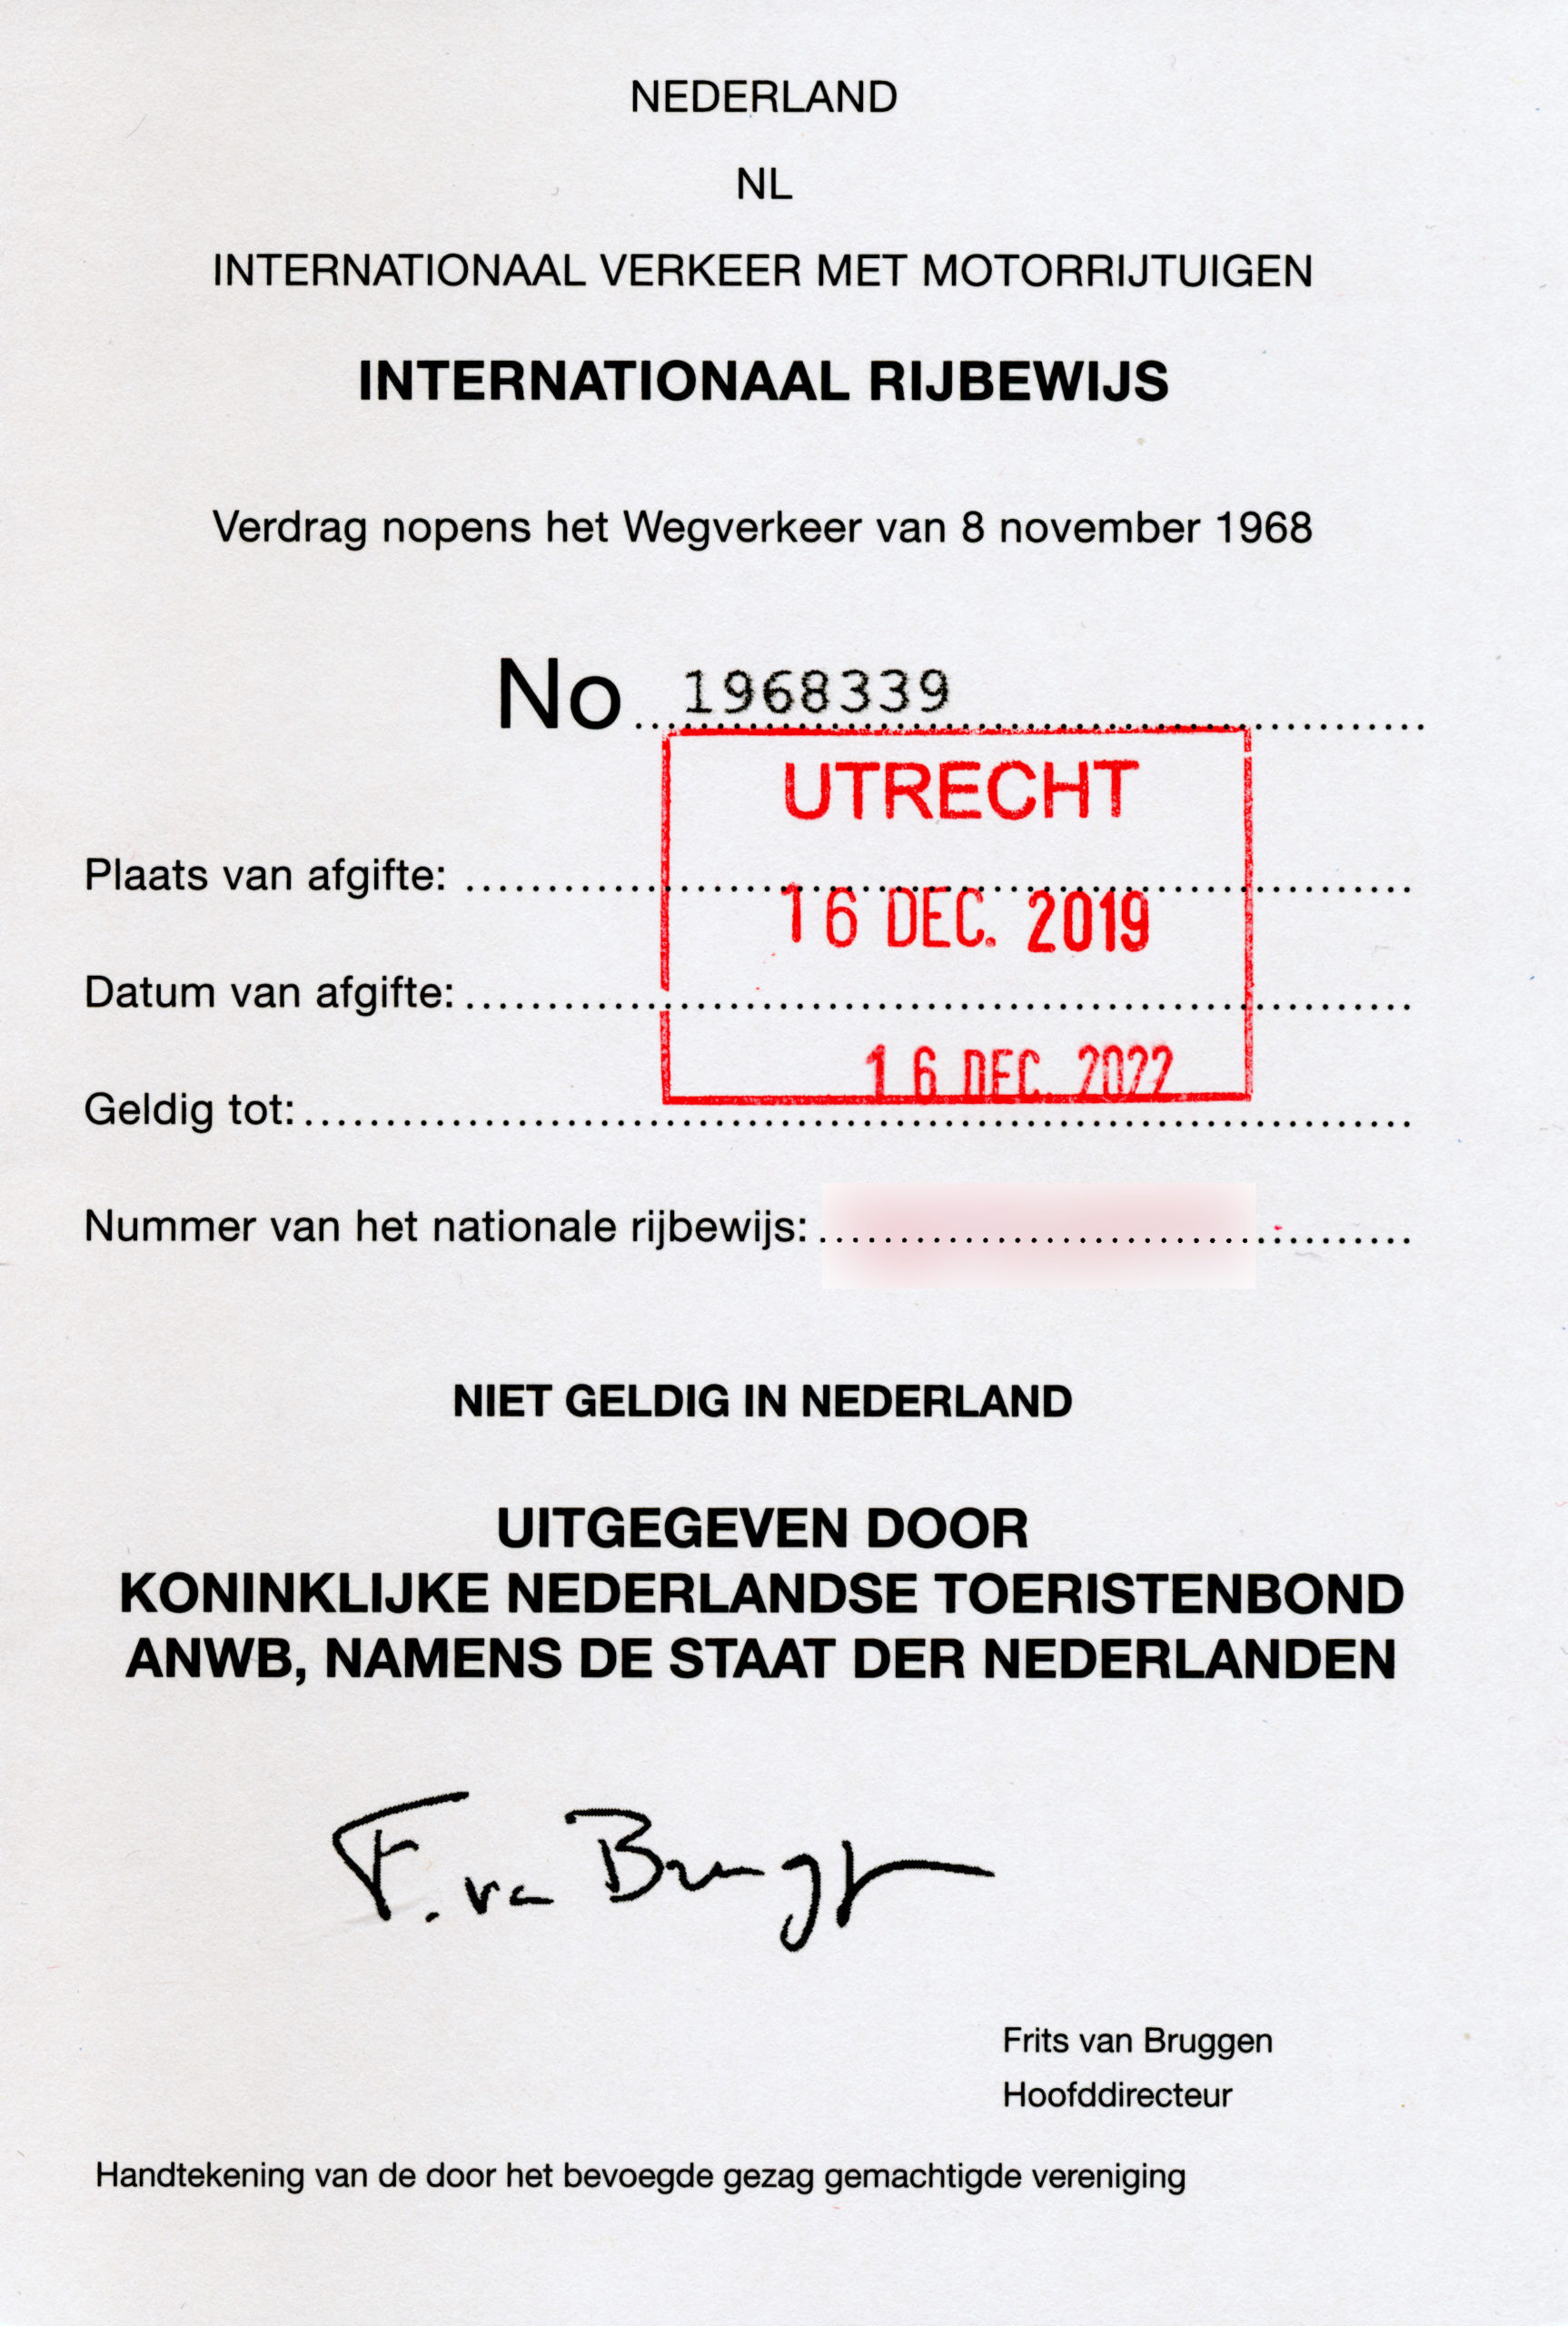 NEDERLAND
NL
INTERNATIONAAL VERKEER MET MOTORRIJTUIGEN
INTERNATIONAAL RIJBEWIJS
Verdrag nopens het Wegverkeer van 8 november 1968
No 1968339
UTRECHT
Plaats van afgifte:
16 DEC. 2019
Datum van afgifte:
16 DEC. 2022
Geldig tot:
Nummer van het nationale rijbewijs:
NIET GELDIG IN NEDERLAND
UITGEGEVEN DOOR
KONINKLIJKE NEDERLANDSE TOERISTENBOND
ANWB, NAMENS DE STAAT DER NEDERLANDEN
F. van Bruggen
Frits van Bruggen
Hoofddirecteur
Handtekening van de door het bevoegde gezag gemachtigde vereniging